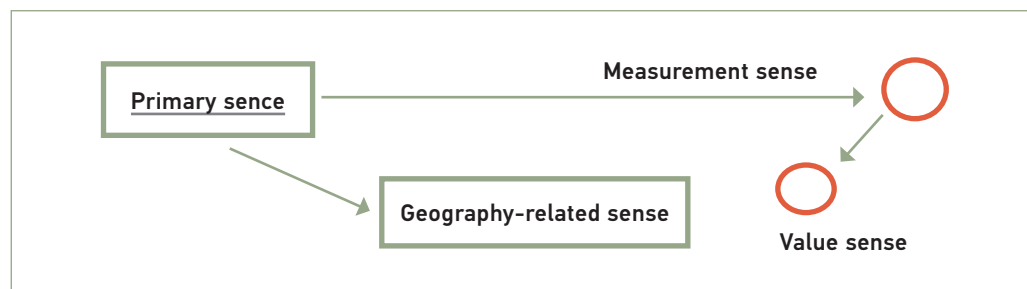 Measurement sense
Primary sence
Geography-related sense
Value sense